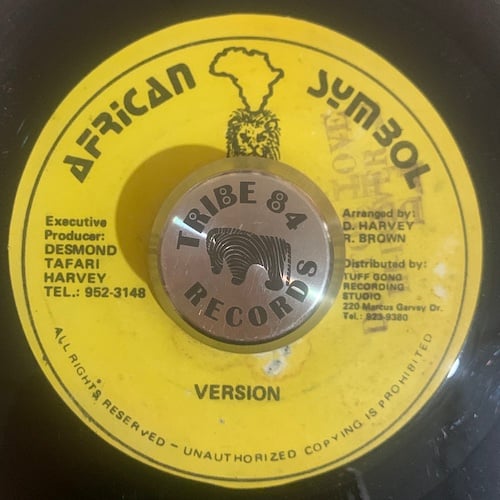 AFRICAN SYMBOL
Executive
Producer:
DESMOND
TAFARI
HARVEY
TEL.: 952-3148
TRIBE 84
RECORDS
Arranged by:
D. HARVEY
R. BROWN
Distributed by:
TUFF GONG
RECORDING
STUDIO
220 Marcus Garvey Dr.
Tel.: 923-9380
VERSION
ALL RIGHTS RESERVED – UNAUTHORIZED COPYING IS PROHIBITED